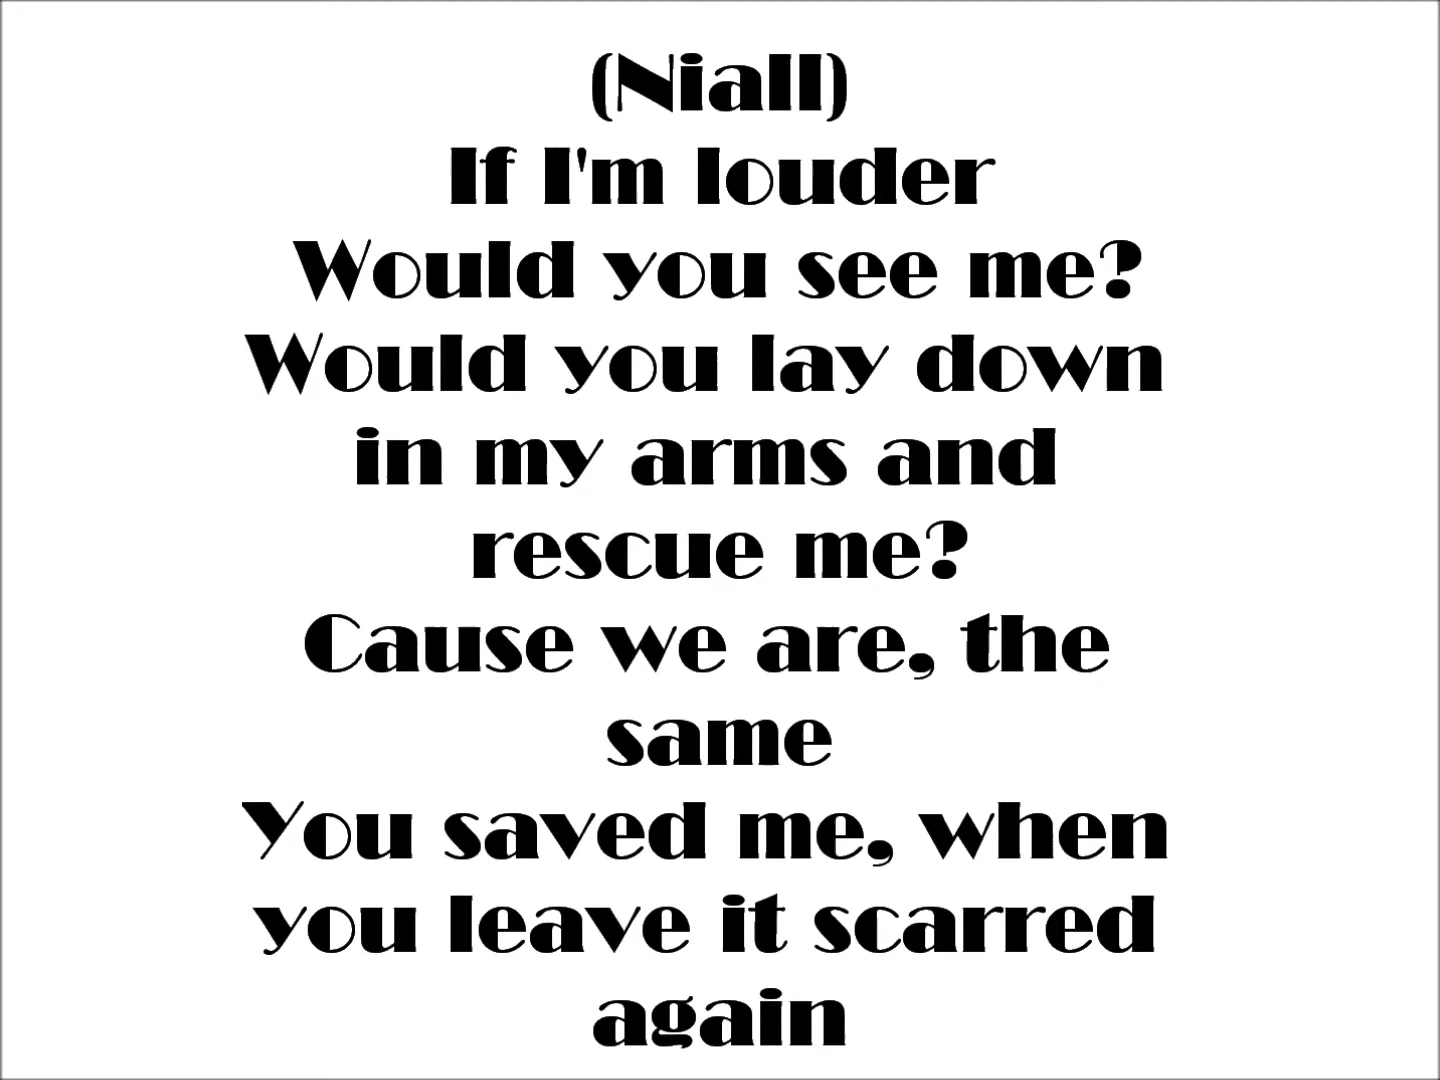 (Niall)
If I'm louder
Would you see me?
Would you lay down
in my arms and
rescue me?
Cause we are, the
same
You saved me, when
you leave it scarred
again